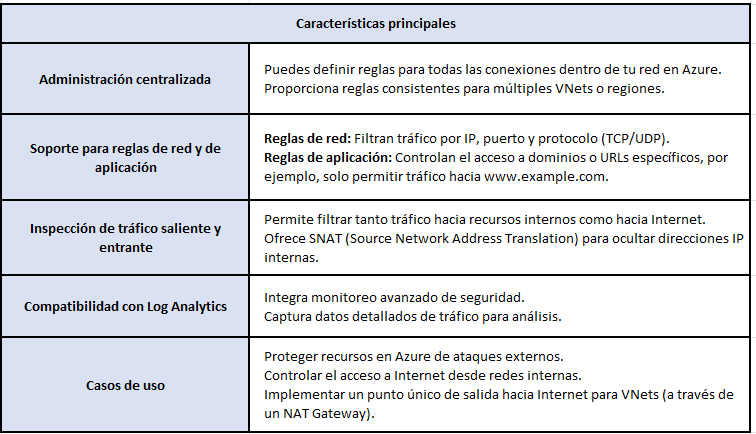 Características principales
Administración centralizada
Puedes definir reglas para todas las conexiones dentro de tu red en Azure.
Proporciona reglas consistentes para múltiples VNets o regiones.
Soporte para reglas de red y de
aplicación
Reglas de red: Filtran tráfico por IP, puerto y protocolo (TCP/UDP).
Reglas de aplicación: Controlan el acceso a dominios o URLs específicos, por
ejemplo, solo permitir tráfico hacia www.example.com.
Inspección de tráfico saliente y
entrante
Permite filtrar tanto tráfico hacia recursos internos como hacia Internet.
Ofrece SNAT (Source Network Address Translation) para ocultar direcciones IP
internas.
Compatibilidad con Log Analytics
Integra monitoreo avanzado de seguridad.
Captura datos detallados de tráfico para análisis.
Casos de uso
Proteger recursos en Azure de ataques externos.
Controlar el acceso a Internet desde redes internas.
Implementar un punto único de salida hacia Internet para VNets (a través de
un NAT Gateway).